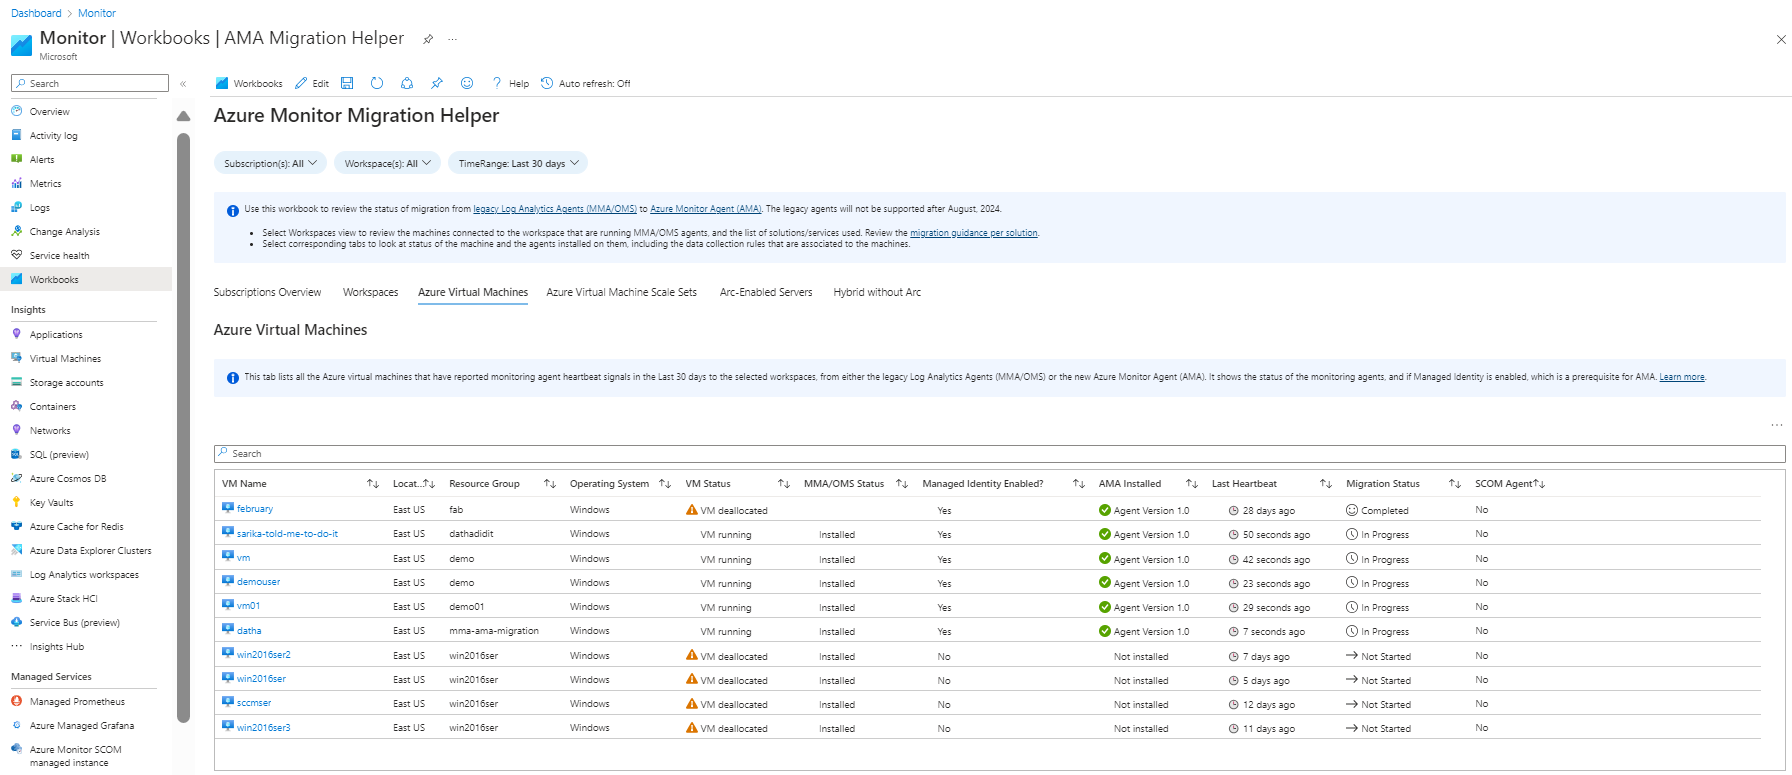 Dashboard > Monitor
Monitor | Workbooks | AMA Migration Helper
Microsoft
Search
Overview
Activity log
Alerts
Metrics
Logs
Change Analysis
Service health
Workbooks
Insights
Applications
Virtual Machines
Storage accounts
Containers
Networks
SQL (preview)
Azure Cosmos DB
Key Vaults
Azure Cache for Redis
Azure Data Explorer Clusters
Log Analytics workspaces
Azure Stack HCI
Service Bus (preview)
Insights Hub
Managed Services
Managed Prometheus
Azure Managed Grafana
Azure Monitor SCOM
managed instance
Workbooks Edit Help Auto refresh: Off
Azure Monitor Migration Helper
Subscription(s): All Workspace(s): All TimeRange: Last 30 days
Use this workbook to review the status of migration from legacy Log Analytics Agents (MMA/OMS) to Azure Monitor Agent (AMA). The legacy agents will not be supported after August, 2024.
• Select Workspaces view to review the machines connected to the workspace that are running MMA/OMS agents, and the list of solutions/services used. Review the migration guidance per solution.
• Select corresponding tabs to look at status of the machine and the agents installed on them, including the data collection rules that are associated to the machines.
Subscriptions Overview Workspaces Azure Virtual Machines Azure Virtual Machine Scale Sets Arc-Enabled Servers Hybrid without Arc
Azure Virtual Machines
This tab lists all the Azure virtual machines that have reported monitoring agent heartbeat signals in the Last 30 days to the selected workspaces, from either the legacy Log Analytics Agents (MMA/OMS) or the new Azure Monitor Agent (AMA). It shows the status of the monitoring agents, and if Managed Identity is enabled, which is a prerequisite for AMA. Learn more.
Search
VM Name Locat... Resource Group Operating System VM Status MMA/OMS Status Managed Identity Enabled? AMA Installed Last Heartbeat Migration Status SCOM Agent
february East US fab Windows VM deallocated Yes Agent Version 1.0 28 days ago Completed No
sarika-told-me-to-do-it East US dathadidit Windows VM running Installed Yes Agent Version 1.0 50 seconds ago In Progress No
vm East US demo Windows VM running Installed Yes Agent Version 1.0 42 seconds ago In Progress No
demouser East US demo Windows VM running Installed Yes Agent Version 1.0 23 seconds ago In Progress No
vm01 East US demo01 Windows VM running Installed Yes Agent Version 1.0 29 seconds ago In Progress No
datha East US mma-ama-migration Windows VM running Installed Yes Agent Version 1.0 7 seconds ago In Progress No
win2016ser2 East US win2016ser Windows VM deallocated Installed No Not installed 7 days ago Not Started No
win2016ser East US win2016ser Windows VM deallocated Installed No Not installed 5 days ago Not Started No
sccmser East US win2016ser Windows VM deallocated Installed No Not installed 12 days ago Not Started No
win2016ser3 East US win2016ser Windows VM deallocated Installed No Not installed 11 days ago Not Started No